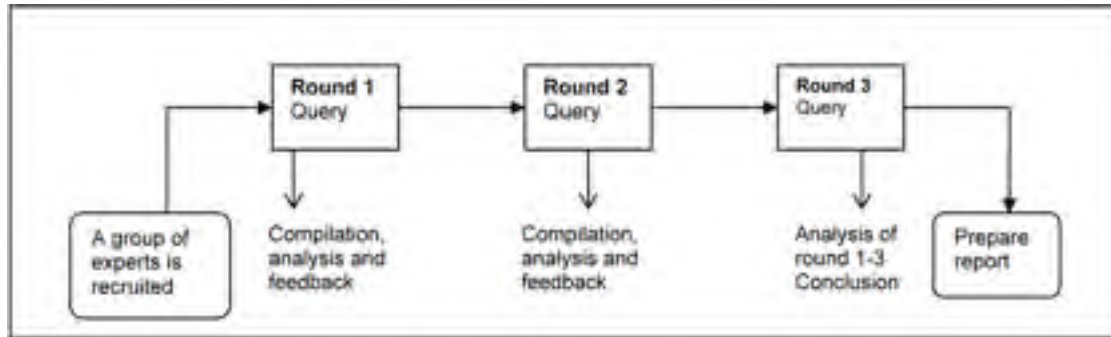 Round 1
Query
Round 2
Query
Round 3
Query
A group of
experts is
recruited
Compilation,
analysis and
feedback
Compilation,
analysis and
feedback
Analysis of
round 1-3
Conclusion
Prepare
report